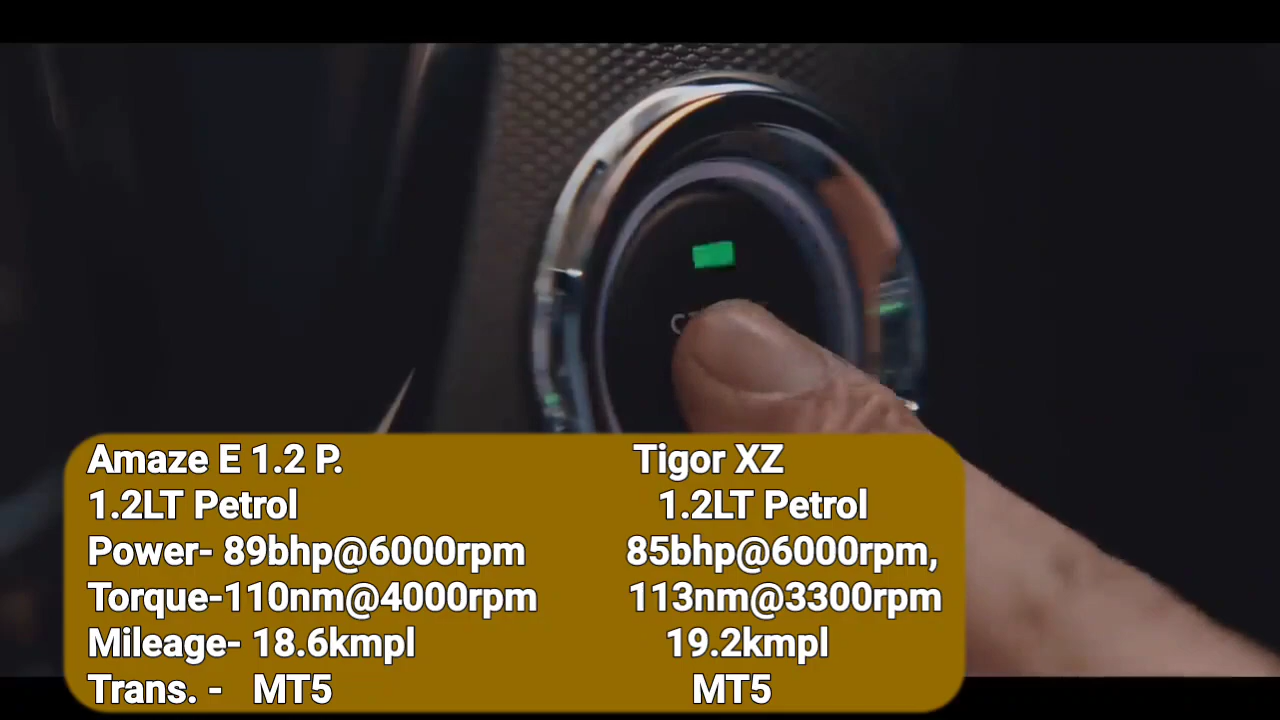 Amaze E 1.2 P. Tigor XZ
1.2LT Petrol 1.2LT Petrol
Power- 89bhp@6000rpm 85bhp@6000rpm,
Torque-110nm@4000rpm 113nm@3300rpm
Mileage- 18.6kmpl 19.2kmpl
Trans. - MT5 MT5